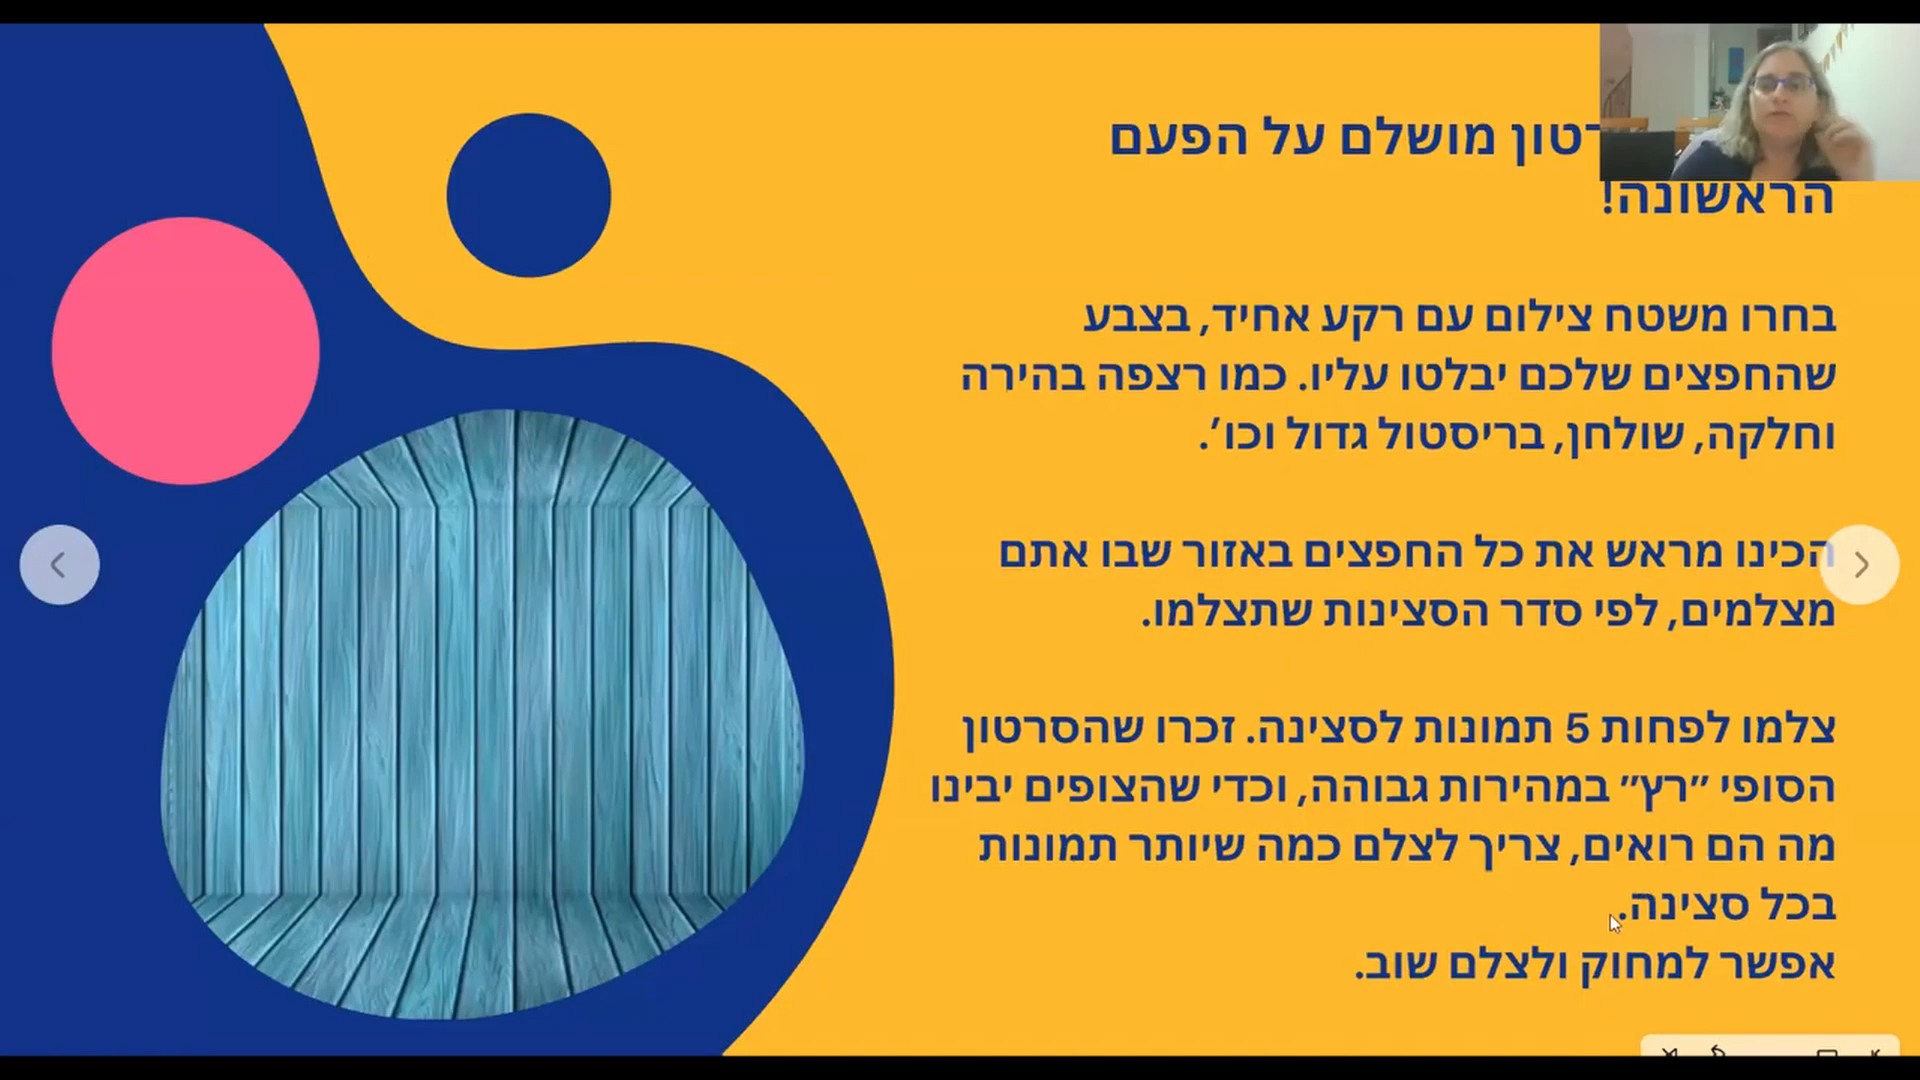 מושלם על הפעם
הראשונה!
בחרו משטח צילום עם רקע אחיד, בצבע
שהחפצים שלכם יבלטו עליו. כמו רצפה בהירה
וחלקה, שולחן, בריסטול גדול וכו׳.
הכינו מראש את כל החפצים באזור שבו אתם
מצלמים, לפי סדר הסצינות שתצלמו.
צלמו לפחות 5 תמונות לסצינה. זכרו שהסרטון
הסופי ״רץ״ במהירות גבוהה, וכדי שהצופים יבינו
מה הם רואים, צריך לצלם כמה שיותר תמונות
בכל סצינה.
אפשר למחוק ולצלם שוב.